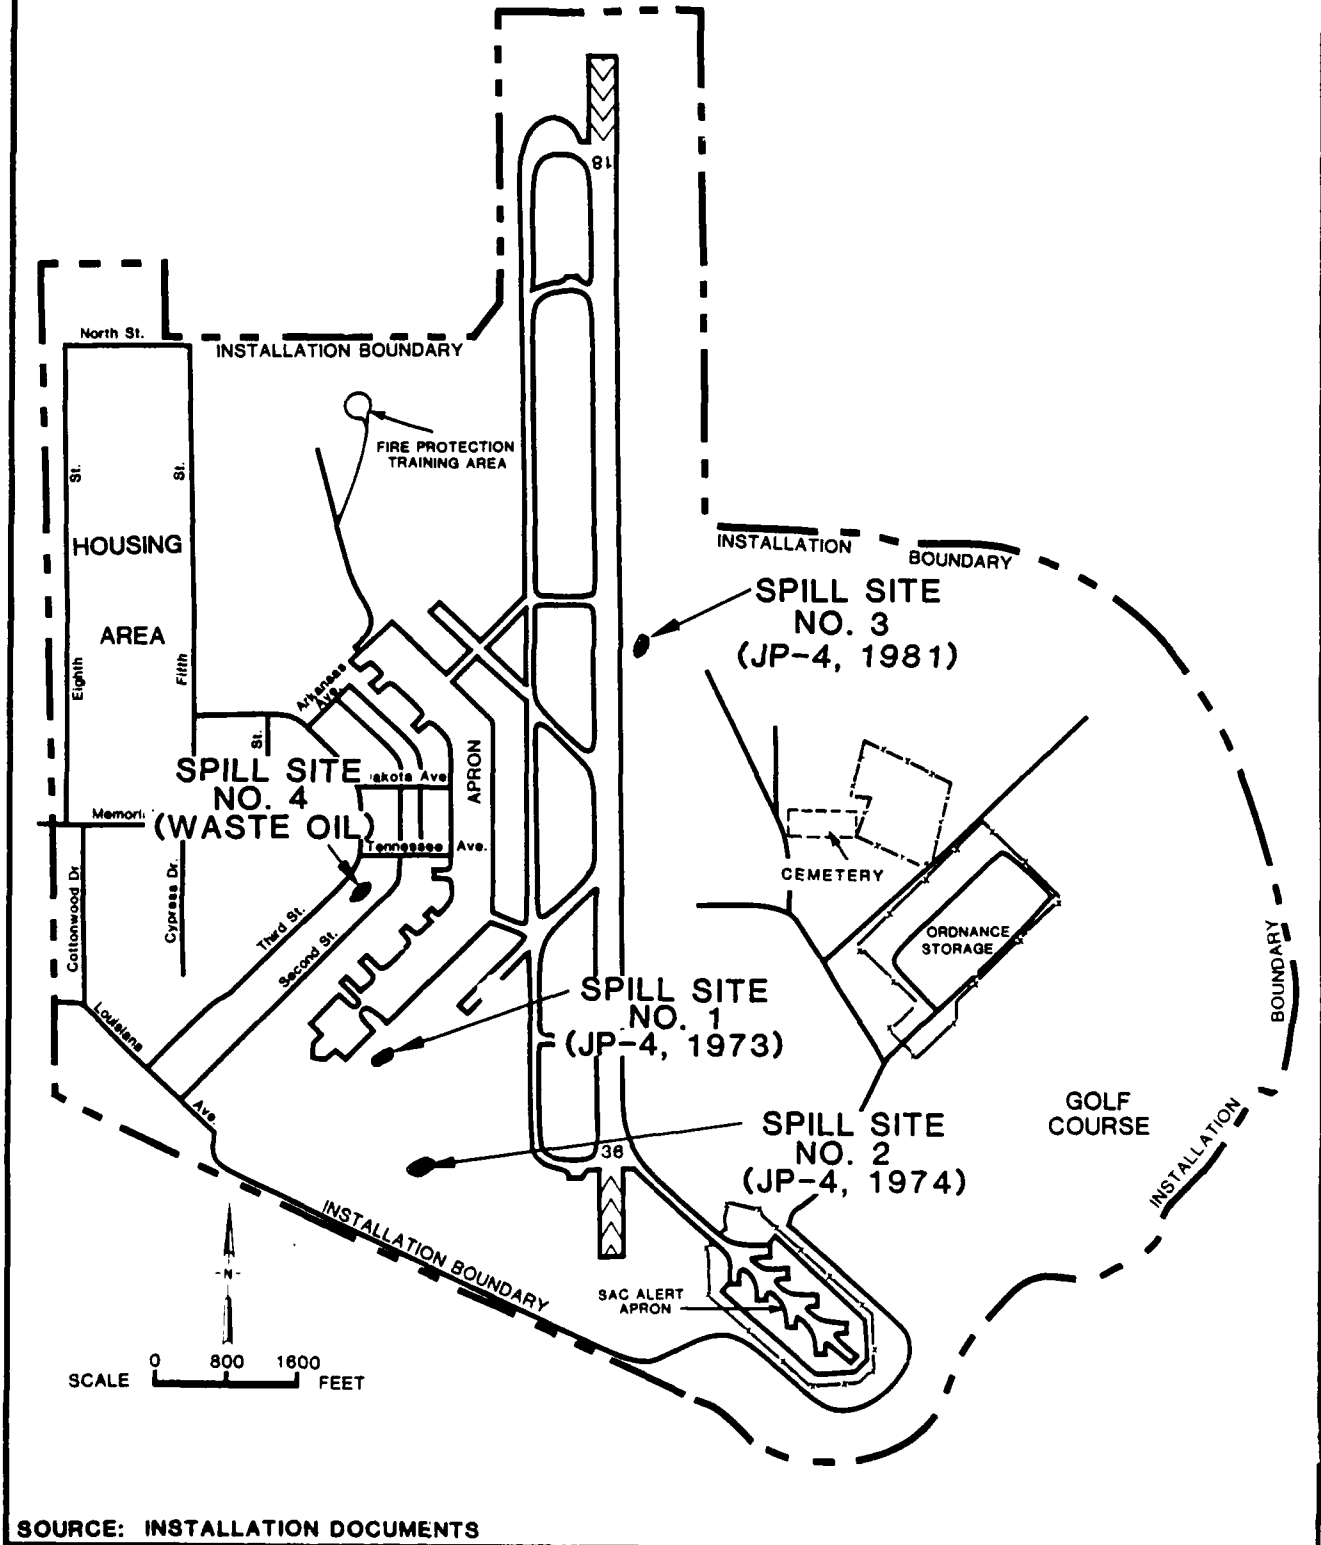 18
North St.
INSTALLATION BOUNDARY
FIRE PROTECTION
TRAINING AREA
St.
St.
HOUSING
AREA
Eighth
Fifth
INSTALLATION
BOUNDARY
SPILL SITE
NO. 3
(JP-4, 1981)
Arkansas
Ave.
St.
APRON
SPILL SITE
NO. 4
(WASTE OIL)
akota Ave
Memori
Tennessee Ave.
CEMETERY
Cottonwood Dr
Cypress Dr.
Third St.
Second St.
ORDNANCE
STORAGE
BOUNDARY
SPILL SITE
NO. 1
(JP-4, 1973)
Louisiana
Ave.
GOLF
COURSE
SPILL SITE
NO. 2
(JP-4, 1974)
36
INSTALLATION
INSTALLATION BOUNDARY
-N-
SAC ALERT
APRON
0 800 1600
SCALE FEET
SOURCE: INSTALLATION DOCUMENTS